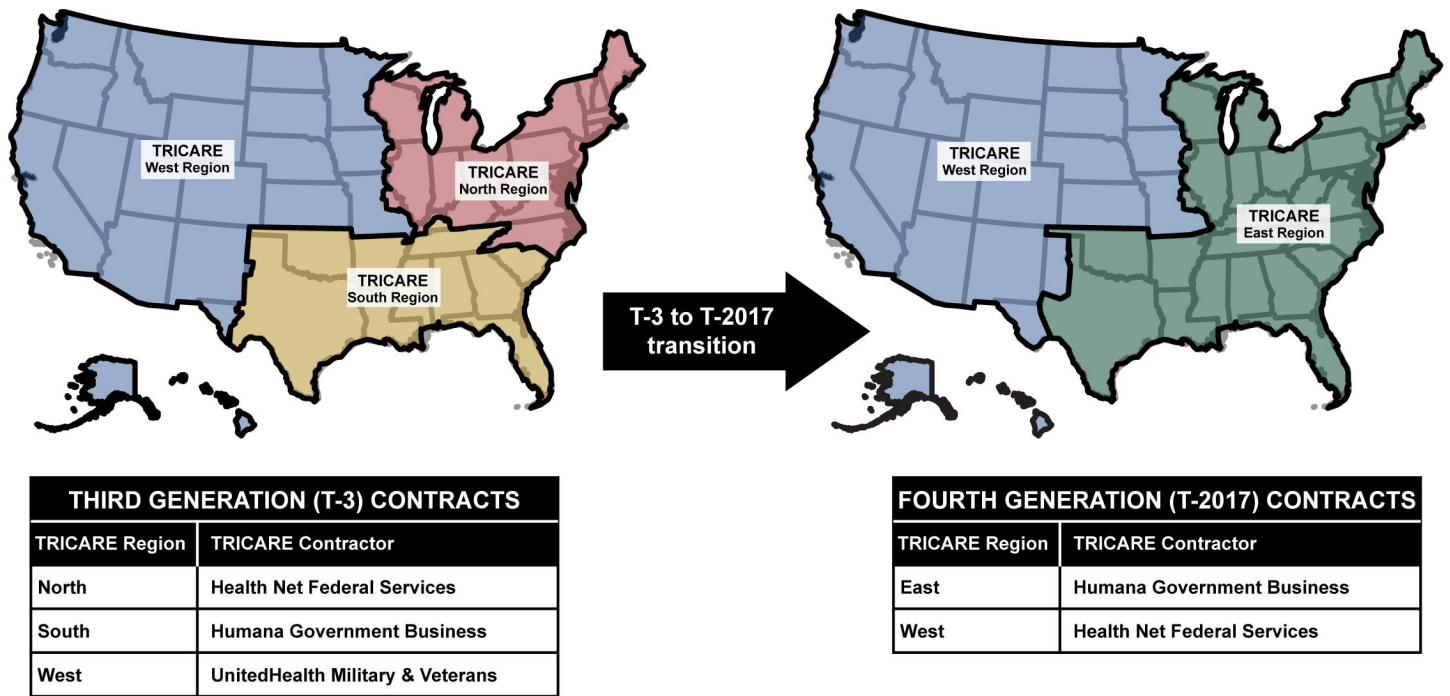 TRICARE
West Region
TRICARE
North Region
TRICARE
South Region
T-3 to T-2017
transition
TRICARE
West Region
TRICARE
East Region
THIRD GENERATION (T-3) CONTRACTS
TRICARE Region TRICARE Contractor
North Health Net Federal Services
South Humana Government Business
West UnitedHealth Military & Veterans
FOURTH GENERATION (T-2017) CONTRACTS
TRICARE Region TRICARE Contractor
East Humana Government Business
West Health Net Federal Services